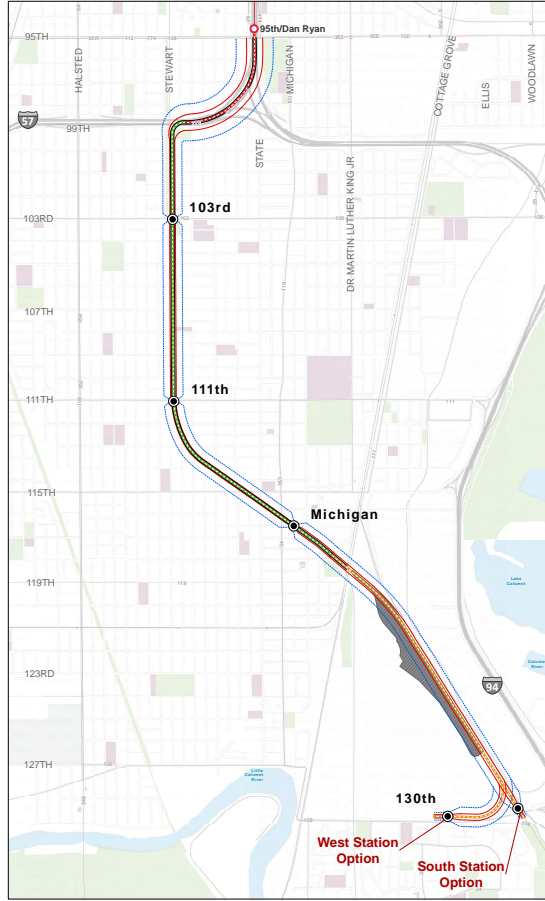 95TH
95th/Dan Ryan
HALSTED
STEWART
MICHIGAN
COTTAGE GROVE
ELLIS
WOODLAWN
57
99TH
STATE
DR MARTIN LUTHER KING JR
103RD
103rd
107TH
111TH
111th
115TH
Michigan
119TH
Lake
Calumet
123RD
94
Calumet
River
127TH
Little
Calumet
River
130th
West Station
Option
South Station
Option